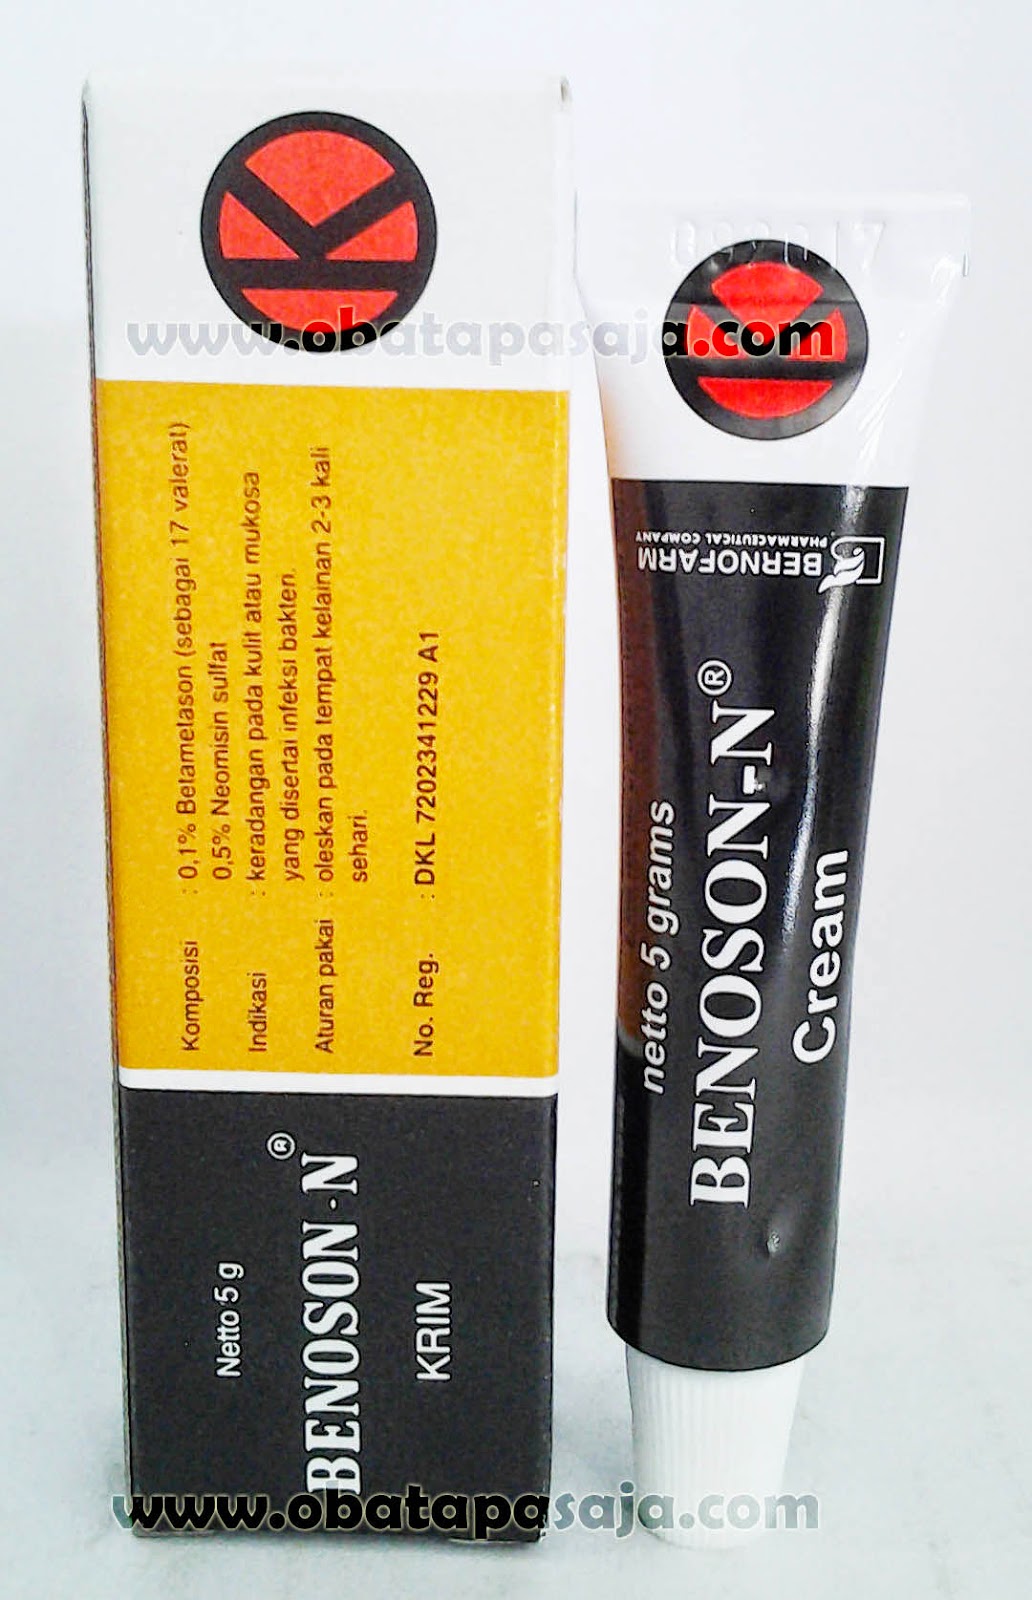 K
Komposisi : 0,1% Betamelason (sebagai 17 valerat)
0,5% Neomisin sulfat
Indikasi : keradangan pada kulit atau mukosa
yang disertai infeksi bakteri.
Aturan pakai : oleskan pada tempat kelainan 2-3 kali
sehari.
No. Reg. : DKL 7202341229 A1
Netto 5 g
BENOSON-N®
KRIM
K
BERNOFARM
PHARMACEUTICAL COMPANY
netto 5 grams
BENOSON-N®
Cream
www.obatapasaja.com
www.obatapasaja.com